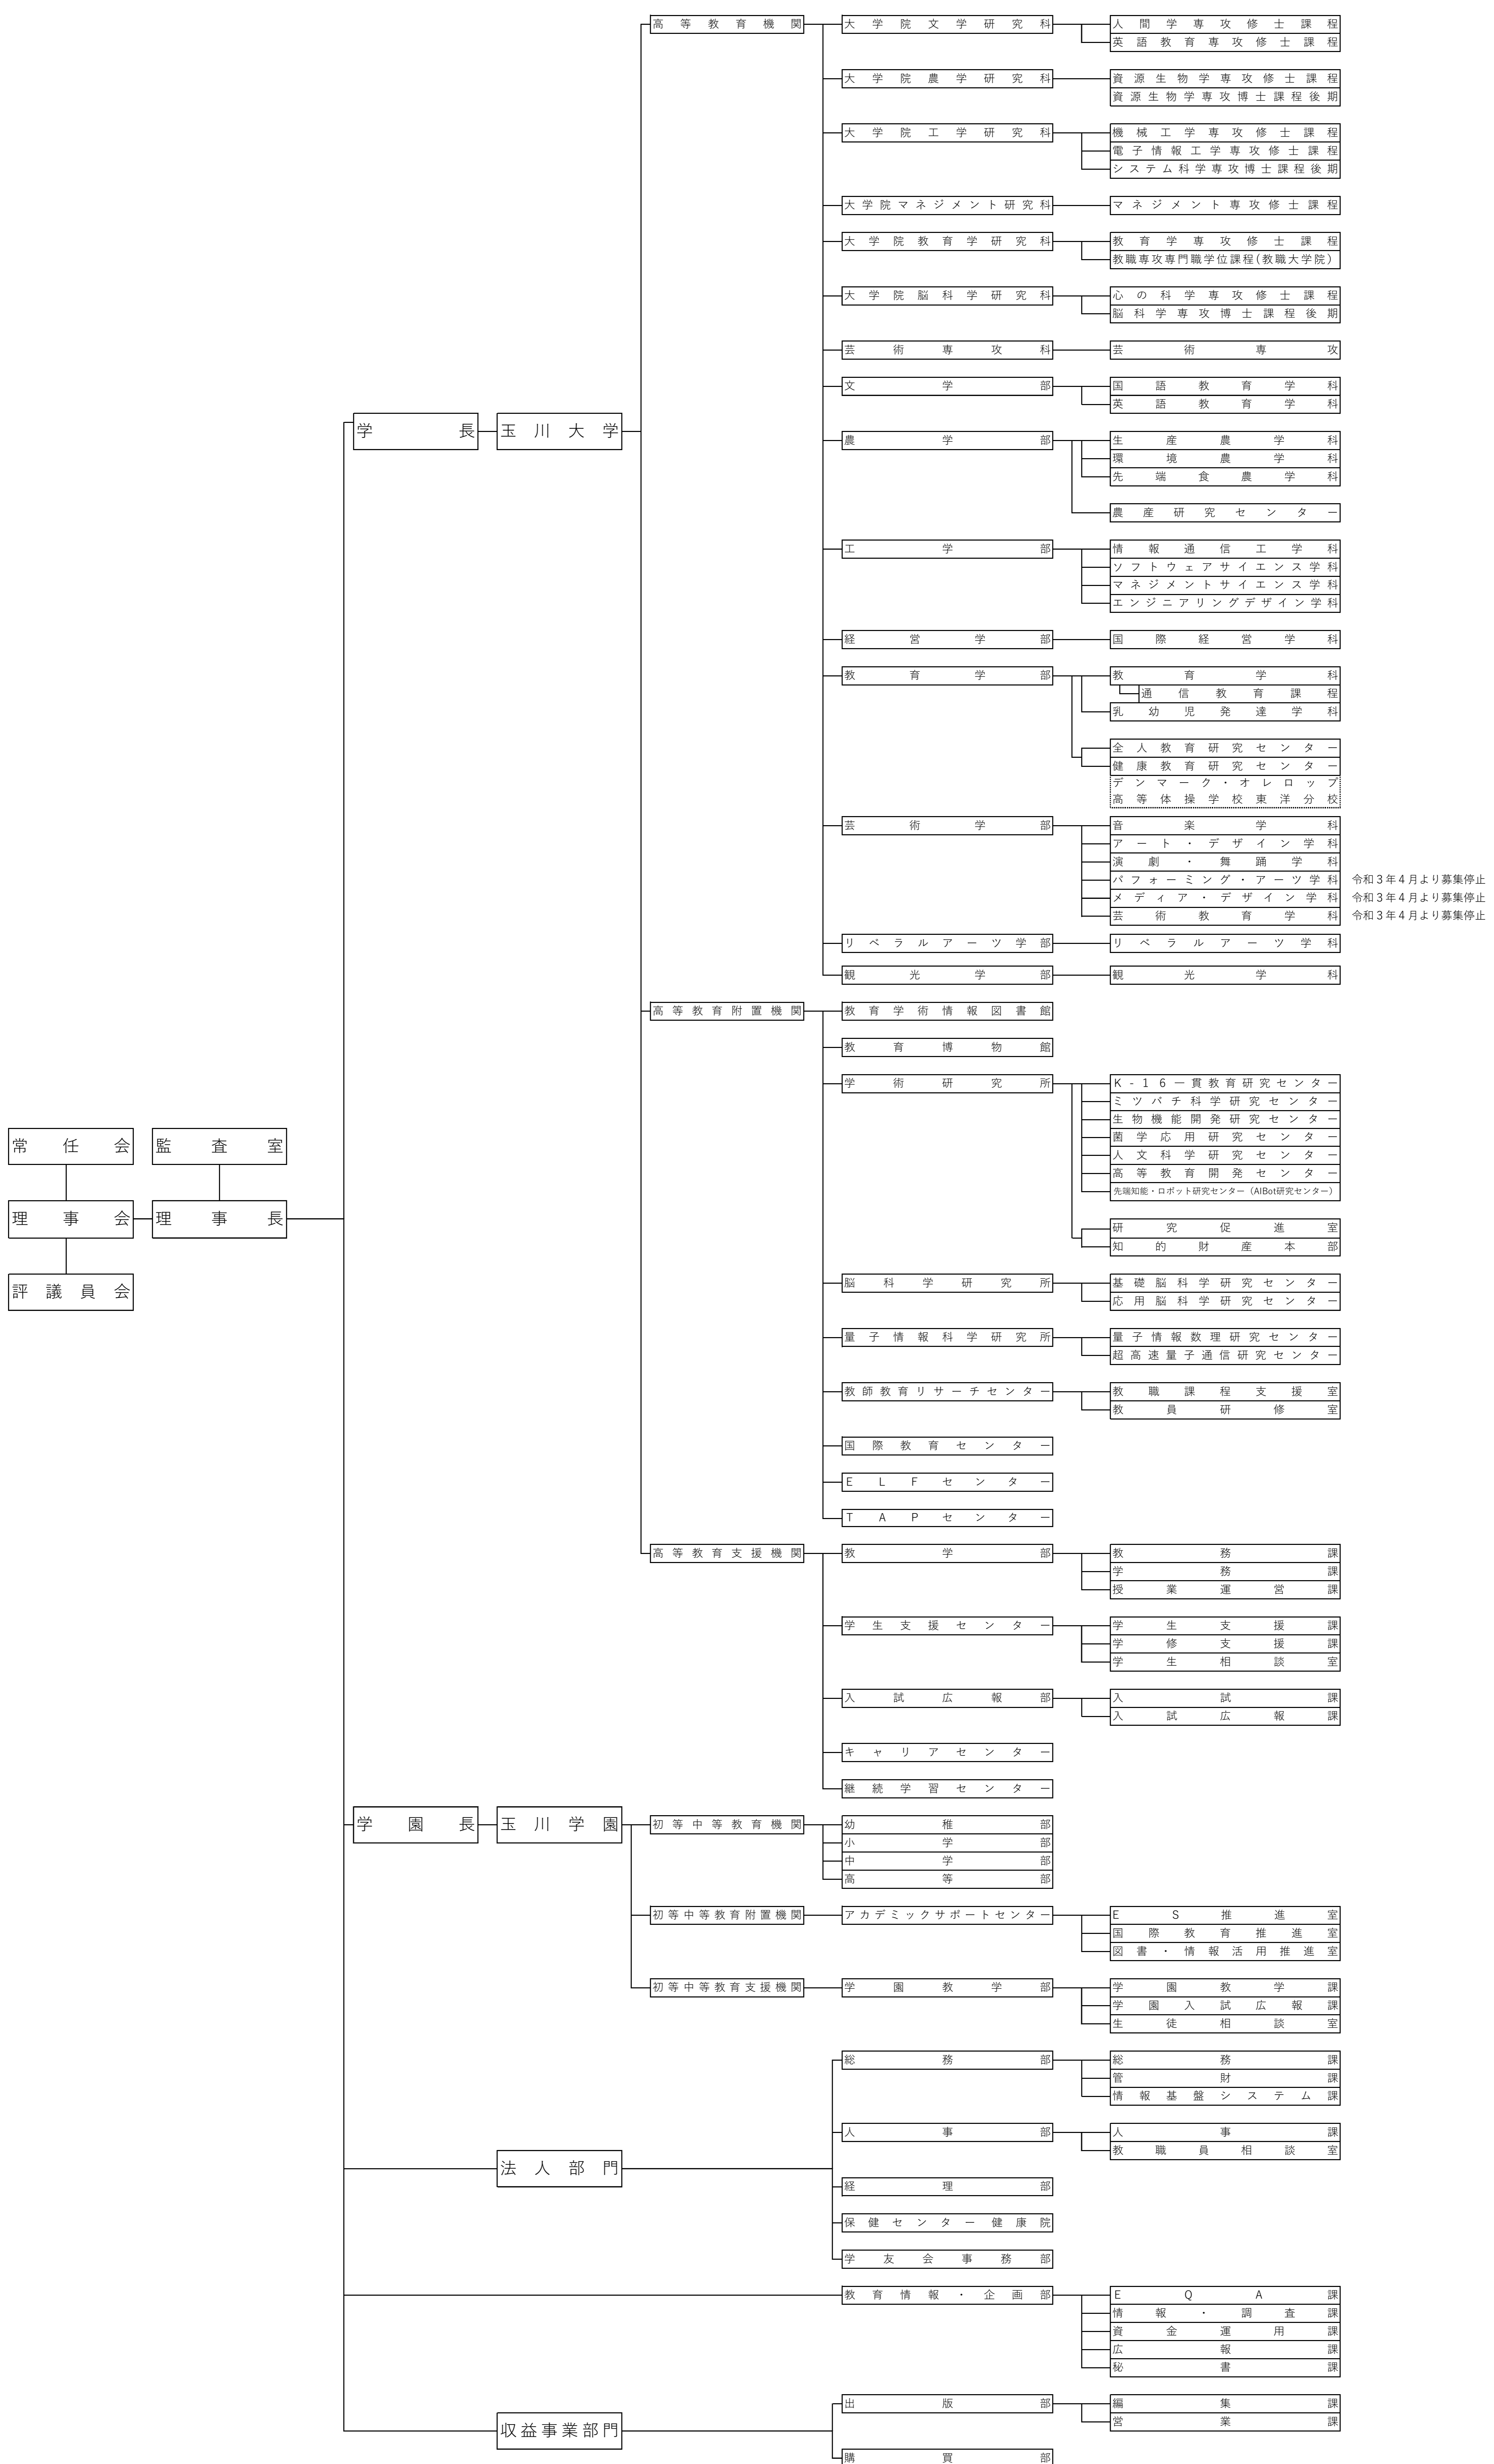 高等教育機関
大学院文学研究科
人間学専攻修士課程
英語教育専攻修士課程
大学院農学研究科
資源生物学専攻修士課程
資源生物学専攻博士課程後期
大学院工学研究科
機械工学専攻修士課程
電子情報工学専攻修士課程
システム科学専攻博士課程後期
大学院マネジメント研究科
マネジメント専攻修士課程
大学院教育学研究科
教育学専攻修士課程
教職専攻専門職学位課程(教職大学院)
大学院脳科学研究科
心の科学専攻修士課程
脳科学専攻博士課程後期
芸術専攻科
芸術専攻
文学部
国語教育学科
英語教育学科
学長
玉川大学
農学部
生産農学科
環境農学科
先端食農学科
農産研究センター
工学部
情報通信工学科
ソフトウェアサイエンス学科
マネジメントサイエンス学科
エンジニアリングデザイン学科
経営学部
国際経営学科
教育学部
教育学科
通信教育課程
乳幼児発達学科
全人教育研究センター
健康教育研究センター
デンマーク・オレロップ
高等体操学校東洋分校
芸術学部
音楽学科
アート・デザイン学科
演劇・舞踊学科
パフォーミング・アーツ学科 令和3年4月より募集停止
メディア・デザイン学科 令和3年4月より募集停止
芸術教育学科 令和3年4月より募集停止
リベラルアーツ学部
リベラルアーツ学科
観光学部
観光学科
高等教育附置機関
教育学術情報図書館
教育博物館
学術研究所
K-16一貫教育研究センター
ミツバチ科学研究センター
生物機能開発研究センター
菌学応用研究センター
人文科学研究センター
高等教育開発センター
先端知能・ロボット研究センター(AIBot研究センター)
研究促進室
知的財産本部
常任会
監査室
理事会
理事長
評議員会
脳科学研究所
基礎脳科学研究センター
応用脳科学研究センター
量子情報科学研究所
量子情報数理研究センター
超高速量子通信研究センター
教師教育リサーチセンター
教職課程支援室
教員研修室
国際教育センター
ELFセンター
TAPセンター
高等教育支援機関
教学部
教務課
学務課
授業運営課
学生支援センター
学生支援課
学修支援課
学生相談室
入試広報部
入試課
入試広報課
キャリアセンター
継続学習センター
学園長
玉川学園
初等中等教育機関
幼稚部
小学部
中学部
高等部
初等中等教育附置機関
アカデミックサポートセンター
ES推進室
国際教育推進室
図書・情報活用推進室
初等中等教育支援機関
学園教学部
学園教学課
学園入試広報課
生徒相談室
法人部門
総務部
総務課
管財課
情報基盤システム課
人事部
人事課
教職員相談室
経理部
保健センター健康院
学友会事務部
教育情報・企画部
EQA課
情報・調査課
資金運用課
広報課
秘書課
収益事業部門
出版部
編集課
営業課
購買部